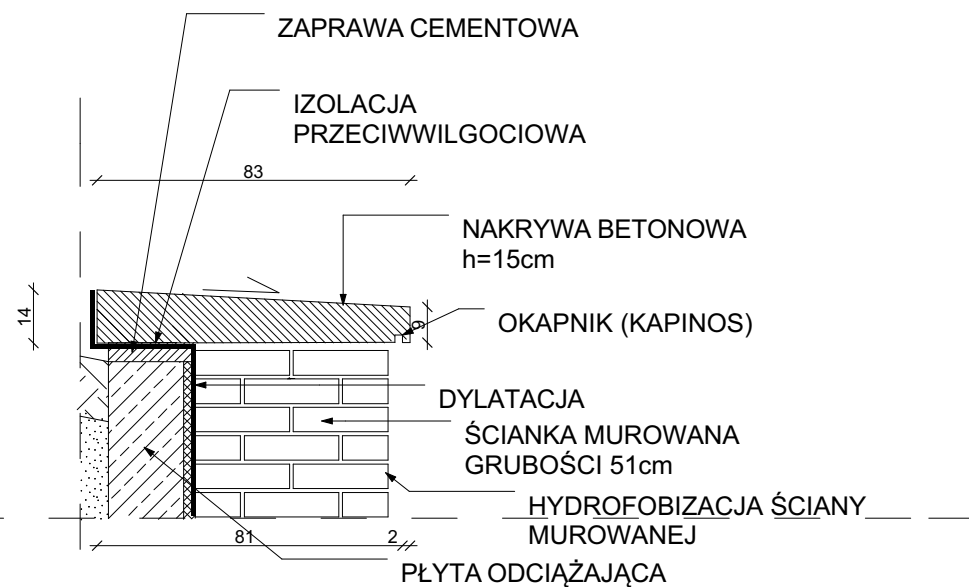 ZAPRAWA CEMENTOWA
IZOLACJA
PRZECIWWILGOCIOWA
83
NAKRYWA BETONOWA
h=15cm
14
9
OKAPNIK (KAPINOS)
DYLATACJA
ŚCIANKA MUROWANA
GRUBOŚCI 51cm
HYDROFOBIZACJA ŚCIANY
MUROWANEJ
81
2
PŁYTA ODCIĄŻAJĄCA